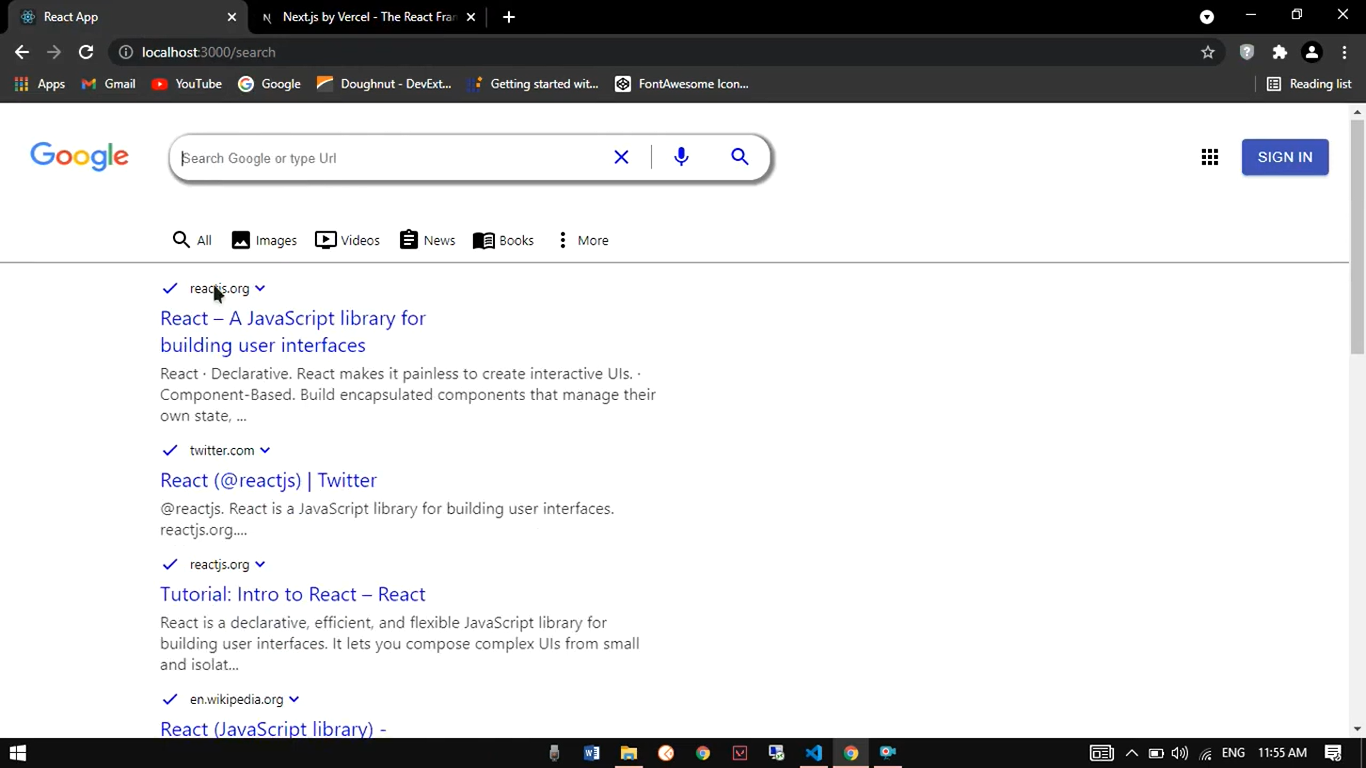 React App
Next.js by Vercel - The React Fran
localhost:3000/search
Apps
Gmail
YouTube
Google
Doughnut - DevExt...
Getting started wit...
FontAwesome Icon...
Reading list
Google
Search Google or type Url
SIGN IN
All
Images
Videos
News
Books
More
reactjs.org
React – A JavaScript library for
building user interfaces
React · Declarative. React makes it painless to create interactive UIs. ·
Component-Based. Build encapsulated components that manage their
own state, ...
twitter.com
React (@reactjs) | Twitter
@reactjs. React is a JavaScript library for building user interfaces.
reactjs.org....
reactjs.org
Tutorial: Intro to React – React
React is a declarative, efficient, and flexible JavaScript library for
building user interfaces. It lets you compose complex UIs from small
and isolat...
en.wikipedia.org
React (JavaScript library) -
ENG
11:55 AM